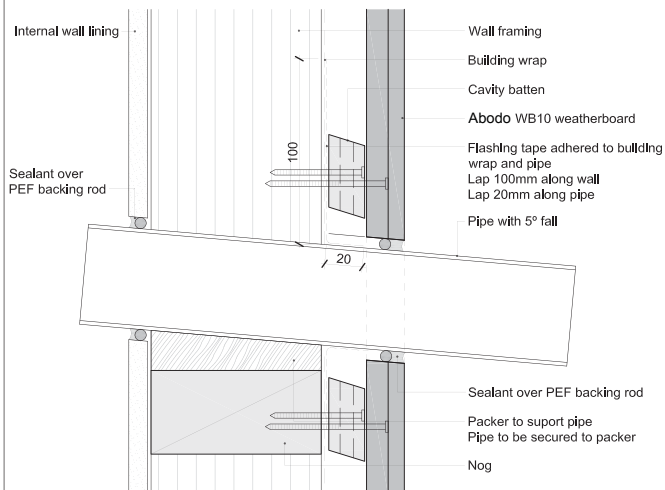 Internal wall lining
Sealant over
PEF backing rod
Wall framing
Building wrap
Cavity batten
Abodo WB10 weatherboard
Flashing tape adhered to building
wrap and pipe
Lap 100mm along wall
Lap 20mm along pipe
Pipe with 5º fall
100
20
Sealant over PEF backing rod
Packer to suport pipe
Pipe to be secured to packer
Nog